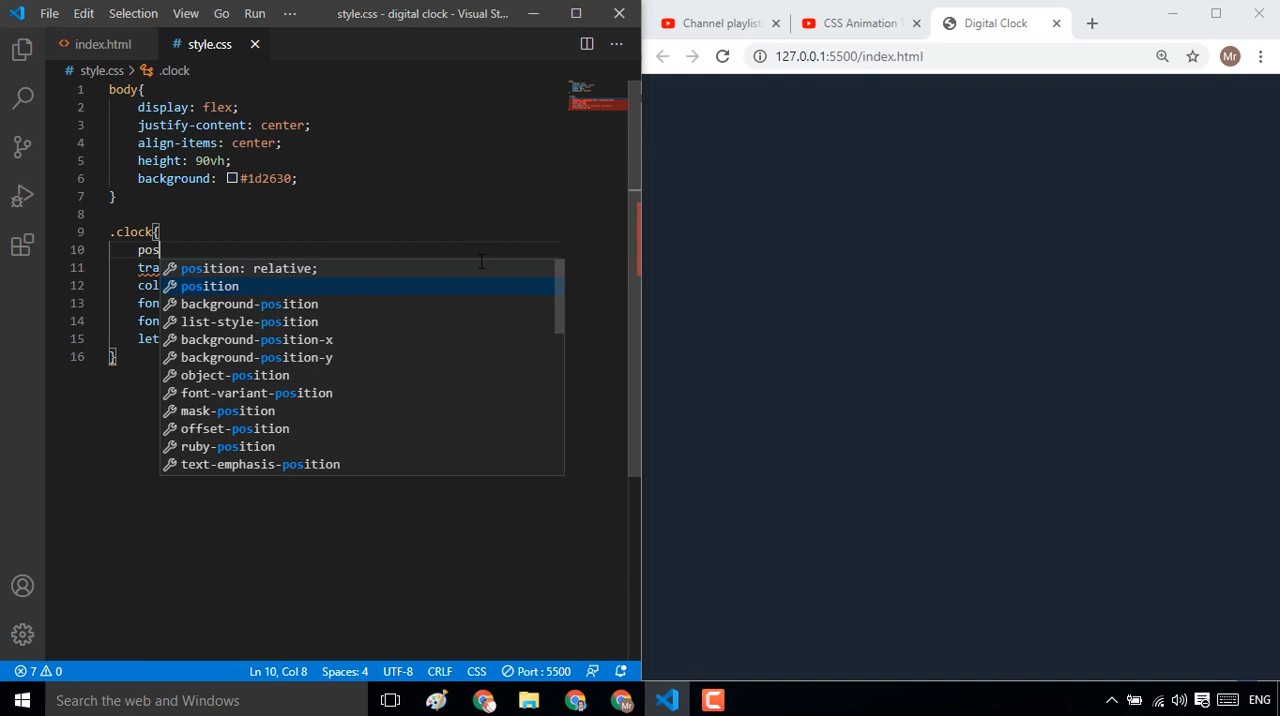 File Edit Selection View Go Run ··· style.css - digital clock - Visual St...
index.html # style.css
# style.css > .clock
1 body{
2 display: flex;
3 justify-content: center;
4 align-items: center;
5 height: 90vh;
6 background: #1d2630;
7 }
8
9 .clock{
10 pos
11 tra
12 col
13 fon
14 fon
15 let
16 }
position: relative;
position
background-position
list-style-position
background-position-x
background-position-y
object-position
font-variant-position
mask-position
offset-position
ruby-position
text-emphasis-position
7 0 Ln 10, Col 8 Spaces: 4 UTF-8 CRLF CSS Port : 5500
Channel playlist CSS Animation T Digital Clock
127.0.0.1:5500/index.html Mr
Search the web and Windows Mr ENG